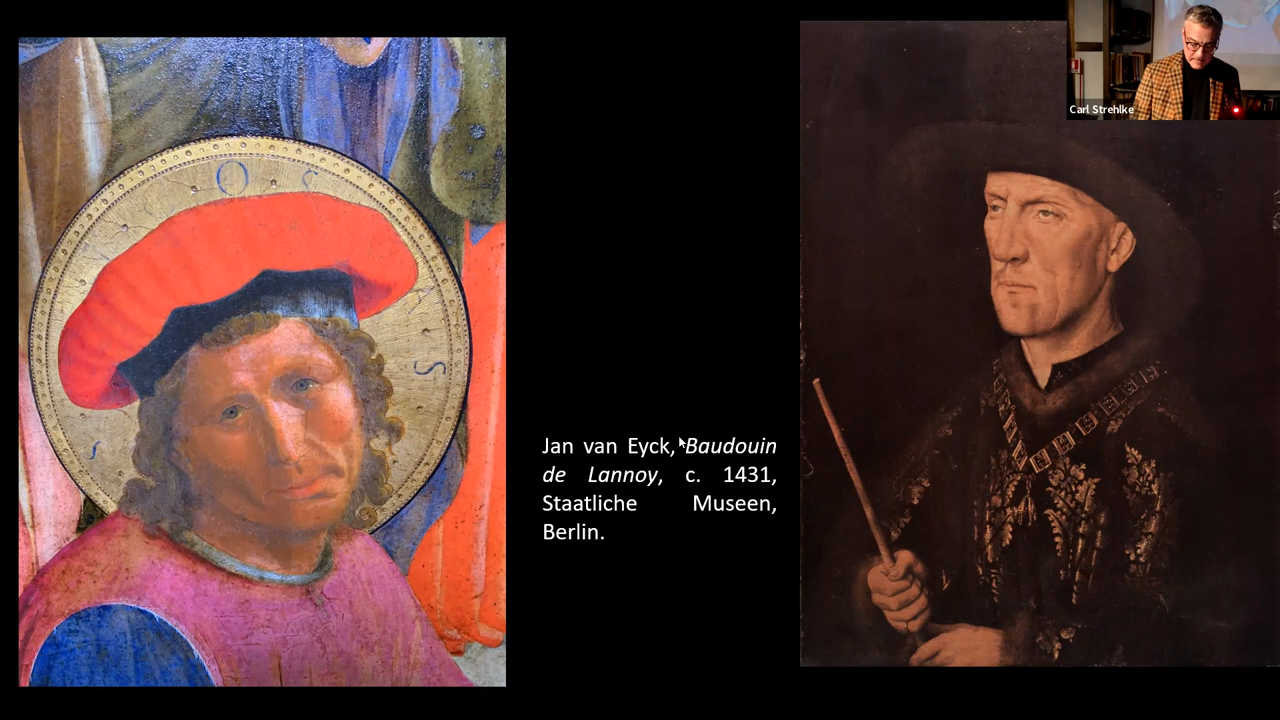 Carl Strehlke
O S
S
S
Jan van Eyck, Baudouin
de Lannoy, c. 1431,
Staatliche Museen,
Berlin.